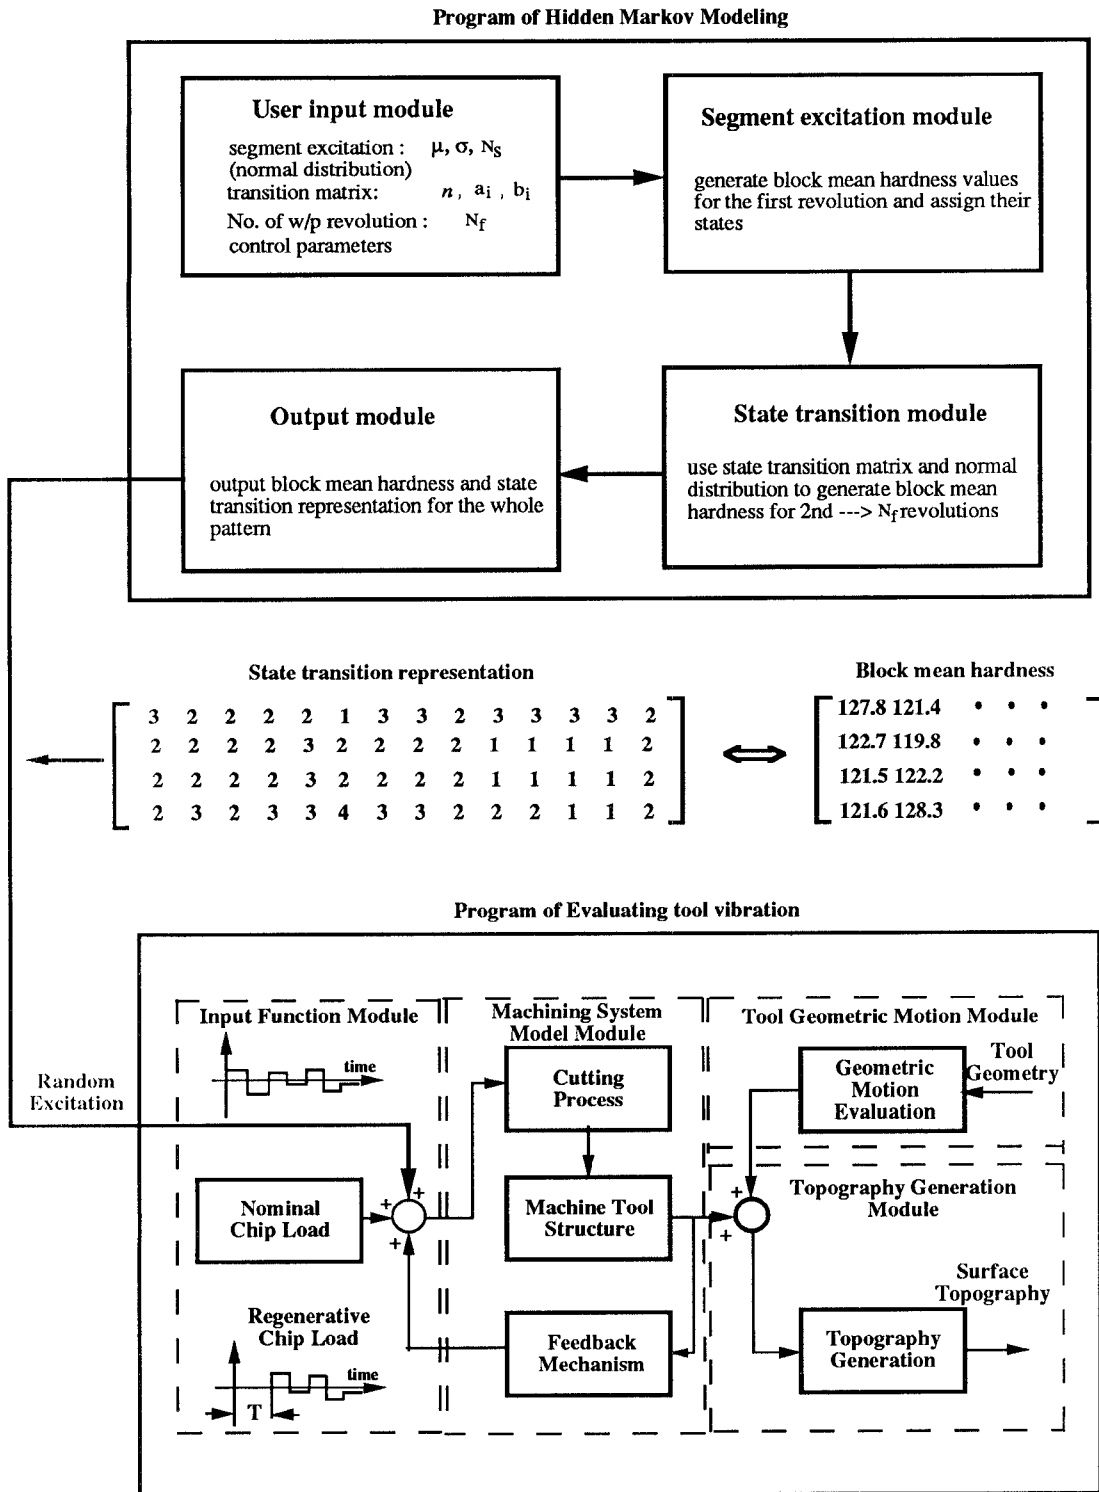 Program of Hidden Markov Modeling
User input module
segment excitation : μ, σ, Ns
(normal distribution)
transition matrix: n , ai , bi
No. of w/p revolution : Nf
control parameters
Segment excitation module
generate block mean hardness values
for the first revolution and assign their
states
Output module
output block mean hardness and state
transition representation for the whole
pattern
State transition module
use state transition matrix and normal
distribution to generate block mean
hardness for 2nd ---> Nf revolutions
State transition representation
3 2 2 2 2 1 3 3 2 3 3 3 3 2
2 2 2 2 3 2 2 2 2 1 1 1 1 2
2 2 2 2 3 2 2 2 2 1 1 1 1 2
2 3 2 3 3 4 3 3 2 2 2 1 1 2
Block mean hardness
127.8 121.4 • • •
122.7 119.8 • • •
121.5 122.2 • • •
121.6 128.3 • • •
Program of Evaluating tool vibration
Input Function Module
time
Random
Excitation
+
+
+
Nominal
Chip Load
Regenerative
Chip Load
time
T
Machining System
Model Module
Cutting
Process
Machine Tool
Structure
Feedback
Mechanism
Tool Geometric Motion Module
Geometric
Motion
Evaluation
Tool
Geometry
+
+
Topography Generation
Module
Surface
Topography
Topography
Generation